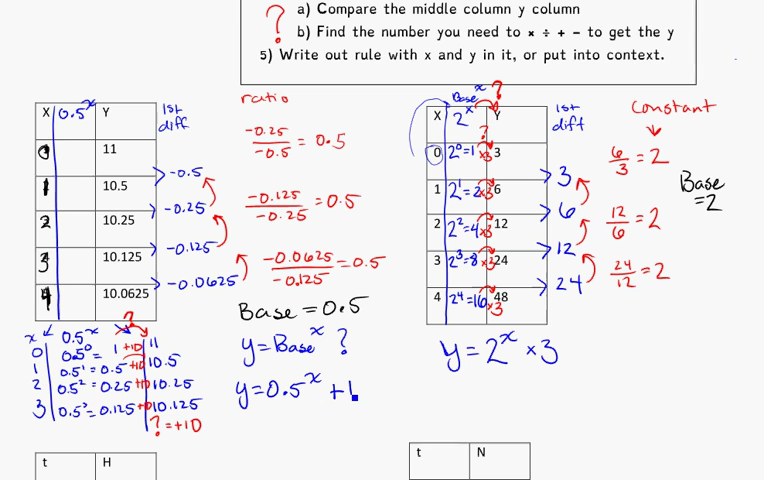 a) Compare the middle column y column
? b) Find the number you need to × ÷ + − to get the y
5) Write out rule with x and y in it, or put into context.
X 0.5^x Y 1st diff
0 11
1 10.5
2 10.25
3 10.125
4 10.0625
> -0.5
> -0.25
> -0.125
> -0.0625
ratio
-0.25/-0.5 = 0.5
-0.125/-0.25 = 0.5
-0.0625/-0.125 = 0.5
Base = 0.5
y = Base^x ?
y = 0.5^x + 1
x 0.5^x ?
0 0.5^0 = 1 +10 11
1 0.5^1 = 0.5 +10 10.5
2 0.5^2 = 0.25 +10 10.25
3 0.5^3 = 0.125 +10 10.125
? = +10
Base^x ?
X 2^x Y 1st diff
?
0 2^0=1 ×3 3
1 2^1=2 ×3 6
2 2^2=4 ×3 12
3 2^3=8 ×3 24
4 2^4=16 ×3 48
> 3
> 6
> 12
> 24
constant
6/3 = 2
12/6 = 2
24/12 = 2
Base
= 2
y = 2^x × 3
t H
t N